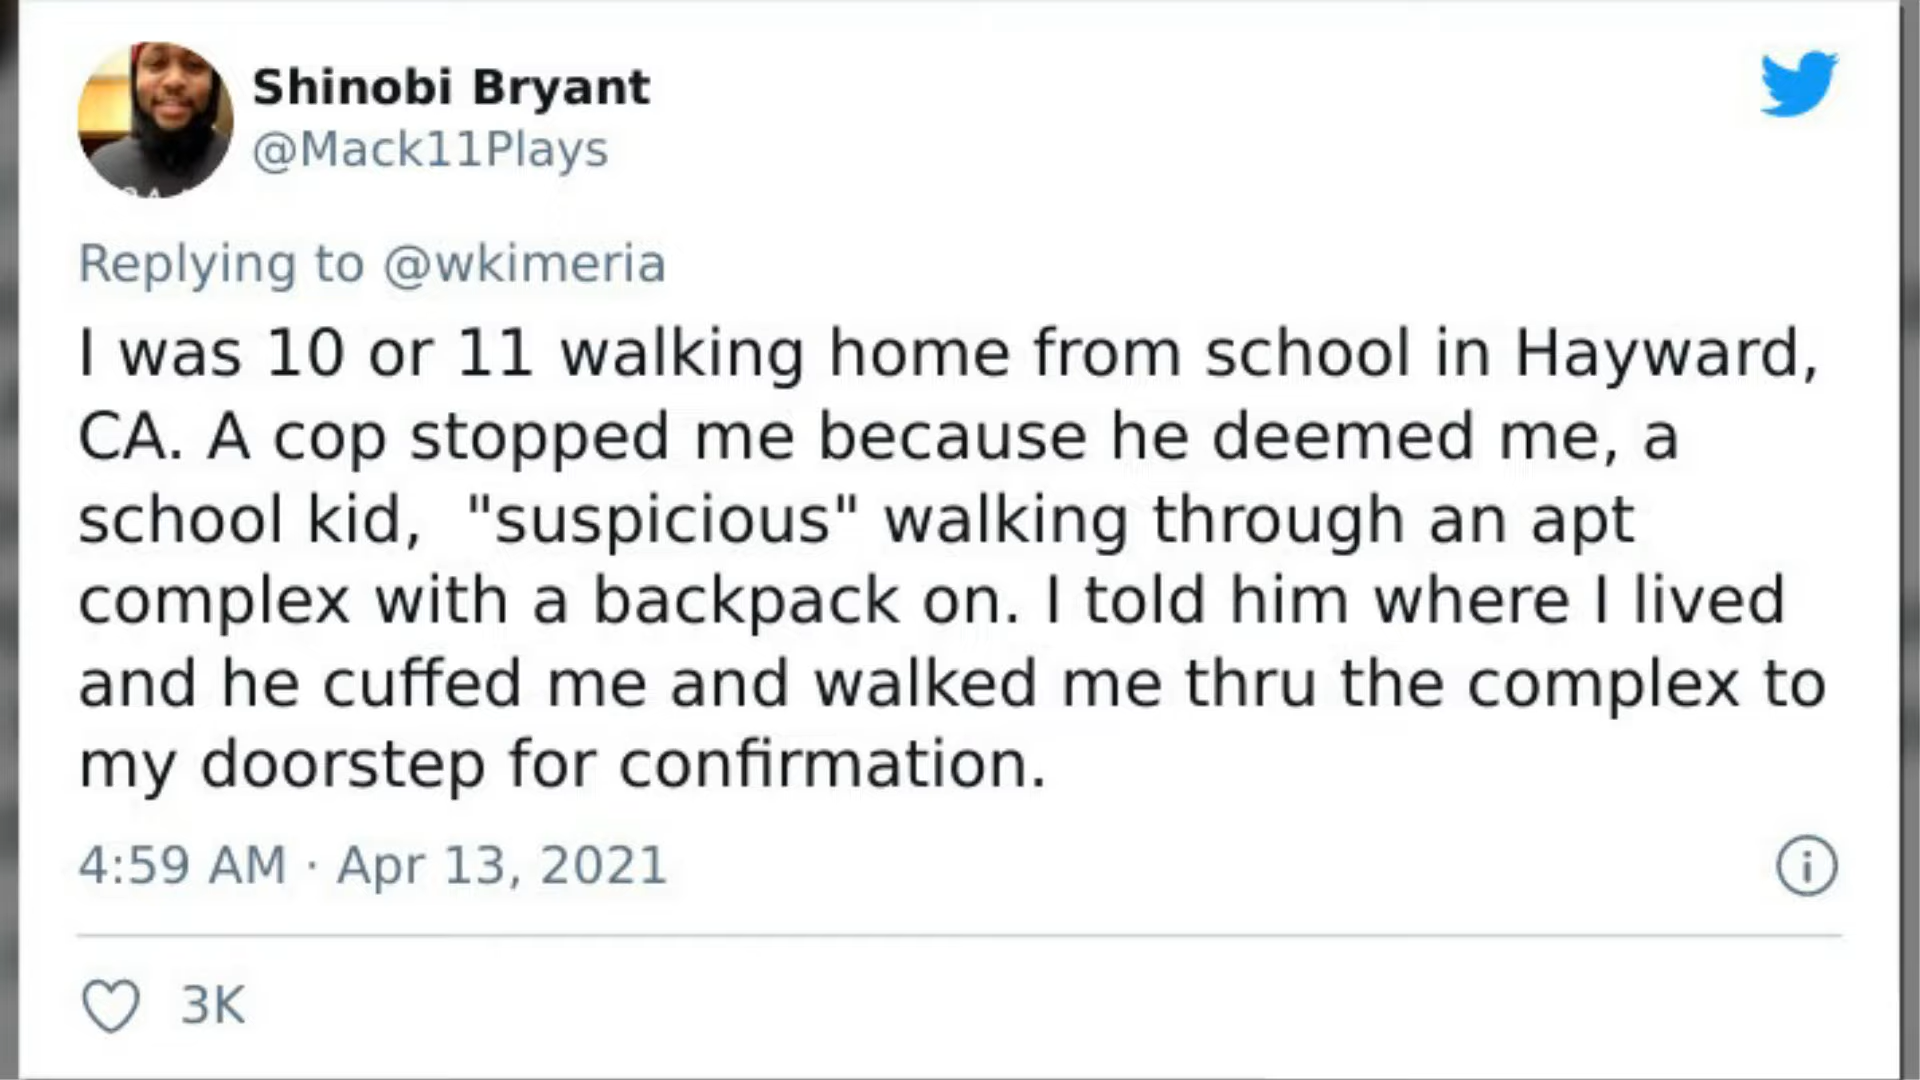 Shinobi Bryant
@Mack11Plays
Replying to @wkimeria
I was 10 or 11 walking home from school in Hayward,
CA. A cop stopped me because he deemed me, a
school kid,  "suspicious" walking through an apt
complex with a backpack on. I told him where I lived
and he cuffed me and walked me thru the complex to
my doorstep for confirmation.
4:59 AM · Apr 13, 2021
3K